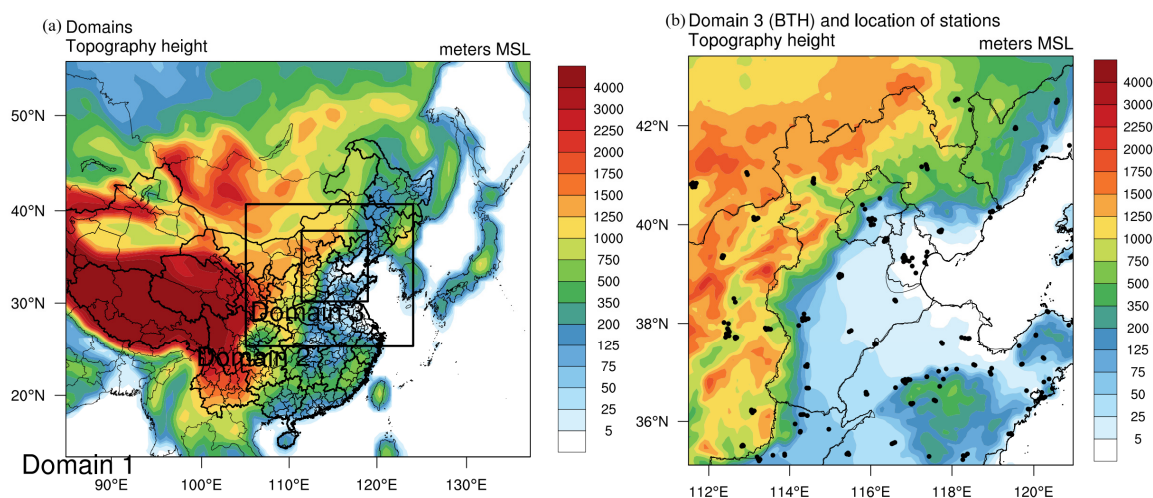 (a) Domains
Topography height
meters MSL
50°N
40°N
30°N
20°N
90°E
100°E
110°E
120°E
130°E
Domain 1
Domain 2
Domain 3
4000
3000
2250
2000
1750
1500
1250
1000
750
500
350
200
125
75
50
25
5
(b) Domain 3 (BTH) and location of stations
Topography height
meters MSL
42°N
40°N
38°N
36°N
112°E
114°E
116°E
118°E
120°E
4000
3000
2250
2000
1750
1500
1250
1000
750
500
350
200
125
75
50
25
5